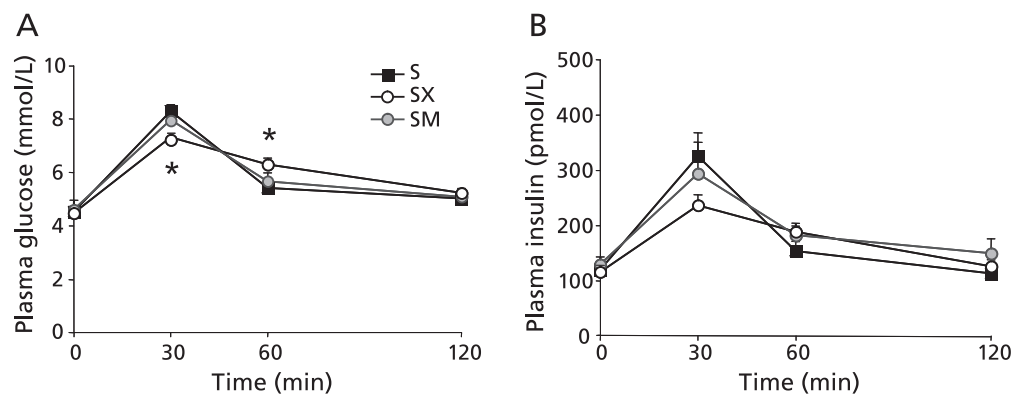 A
Plasma glucose (mmol/L)
10
8
6
4
2
0
0 30 60 120
Time (min)
S
SX
SM
*
*
B
Plasma insulin (pmol/L)
500
400
300
200
100
0
0 30 60 120
Time (min)